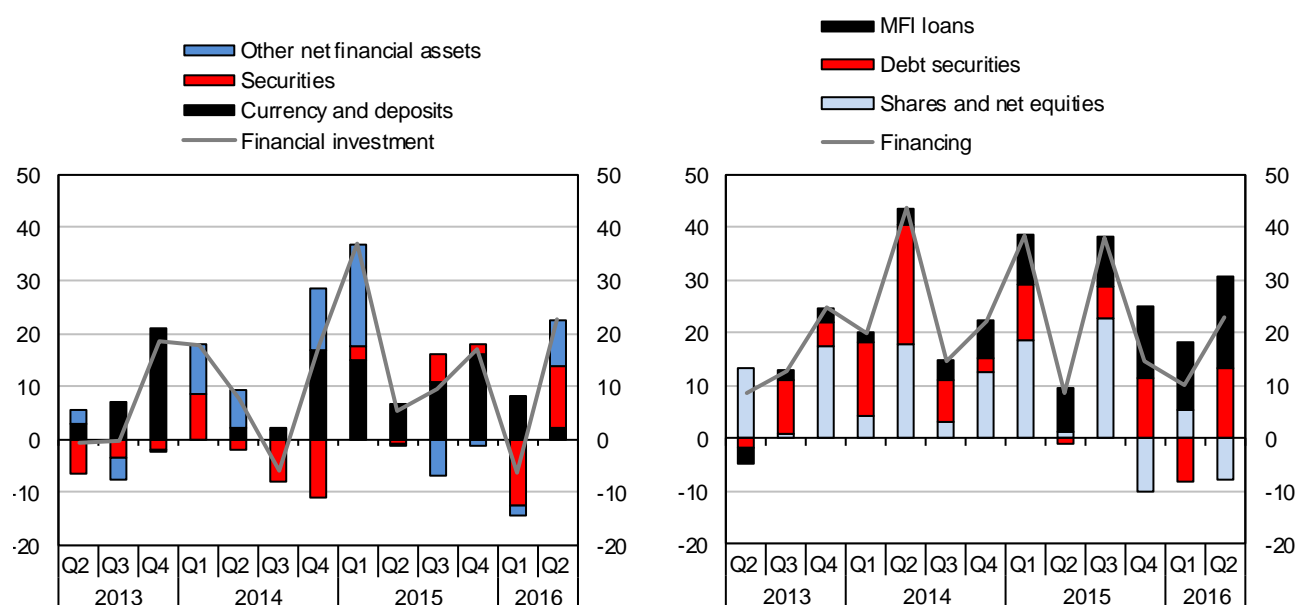 Other net financial assets
Securities
Currency and deposits
Financial investment
50 50
40 40
30 30
20 20
10 10
0 0
-10 -10
-20 -20
Q2 Q3 Q4 Q1 Q2 Q3 Q4 Q1 Q2 Q3 Q4 Q1 Q2
2013 2014 2015 2016
MFI loans
Debt securities
Shares and net equities
Financing
50 50
40 40
30 30
20 20
10 10
0 0
-10 -10
-20 -20
Q2 Q3 Q4 Q1 Q2 Q3 Q4 Q1 Q2 Q3 Q4 Q1 Q2
2013 2014 2015 2016